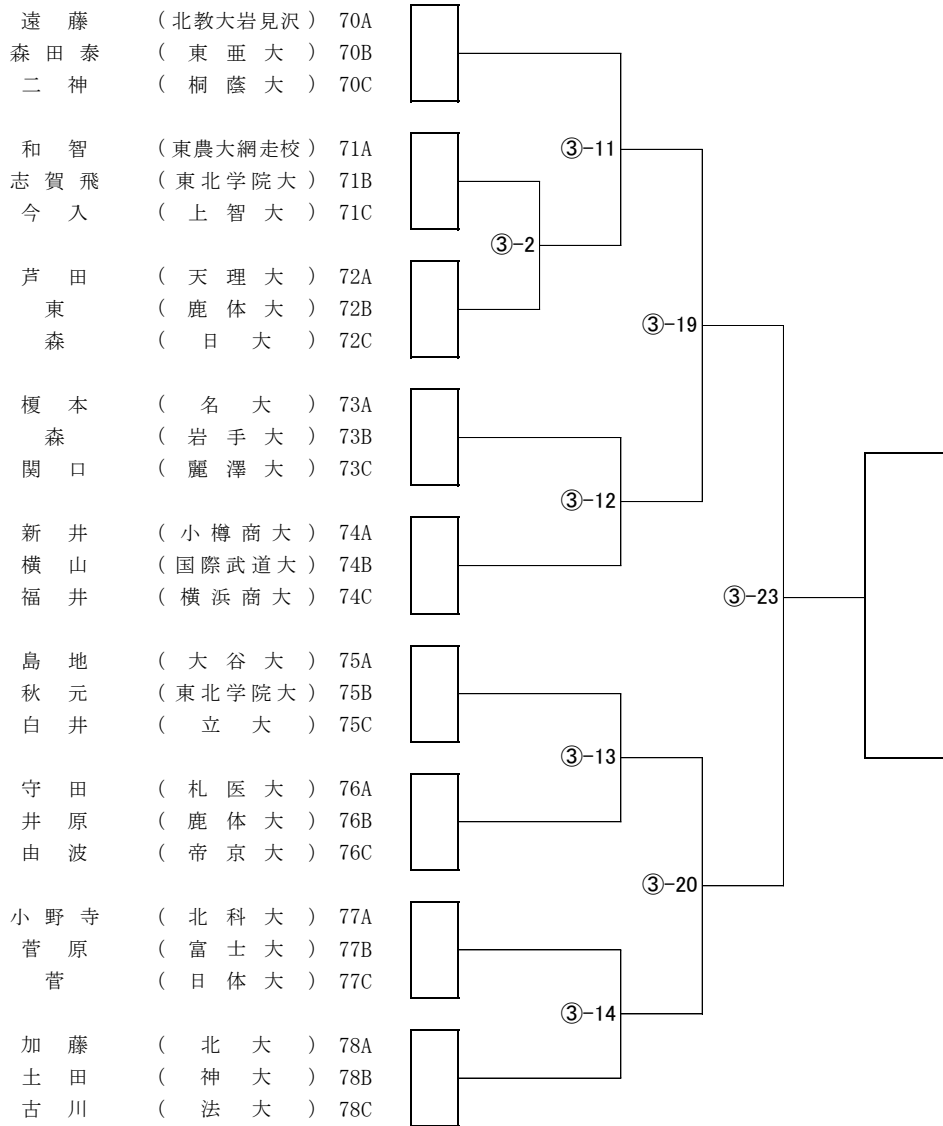 遠藤 (北教大岩見沢) 70A
森田泰 (東亜大) 70B
二神 (桐蔭大) 70C
和智 (東農大網走校) 71A
③-11
志賀飛 (東北学院大) 71B
今入 (上智大) 71C
③-2
芦田 (天理大) 72A
東 (鹿体大) 72B
③-19
森 (日大) 72C
榎本 (名大) 73A
森 (岩手大) 73B
関口 (麗澤大) 73C
③-12
新井 (小樽商大) 74A
横山 (国際武道大) 74B
福井 (横浜商大) 74C
③-23
島地 (大谷大) 75A
秋元 (東北学院大) 75B
白井 (立大) 75C
③-13
守田 (札医大) 76A
井原 (鹿体大) 76B
由波 (帝京大) 76C
③-20
小野寺 (北科大) 77A
菅原 (富士大) 77B
菅 (日体大) 77C
③-14
加藤 (北大) 78A
土田 (神大) 78B
古川 (法大) 78C